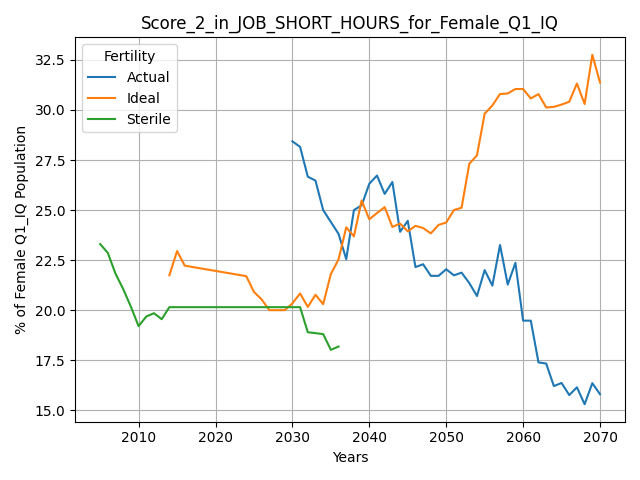 Score_2_in_JOB_SHORT_HOURS_for_Female_Q1_IQ
Fertility
Actual
Ideal
Sterile
% of Female Q1_IQ Population
32.5
30.0
27.5
25.0
22.5
20.0
17.5
15.0
2010 2020 2030 2040 2050 2060 2070
Years